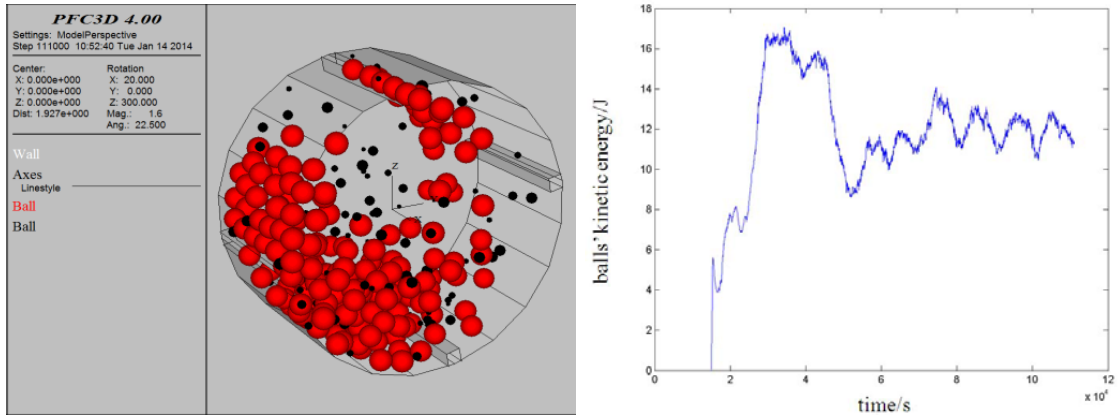 PFC3D 4.00
Settings: ModelPerspective
Step 111000 10:52:40 Tue Jan 14 2014
Center: Rotation
X: 0.000e+000 X: 20.000
Y: 0.000e+000 Y: 0.000
Z: 0.000e+000 Z: 300.000
Dist: 1.927e+000 Mag.: 1.6
Ang.: 22.500
Wall
Axes
Linestyle
Ball
Ball
Z
X
balls' kinetic energy/J
18
16
14
12
10
8
6
4
2
0
0 2 4 6 8 10 12
x 10^4
time/s